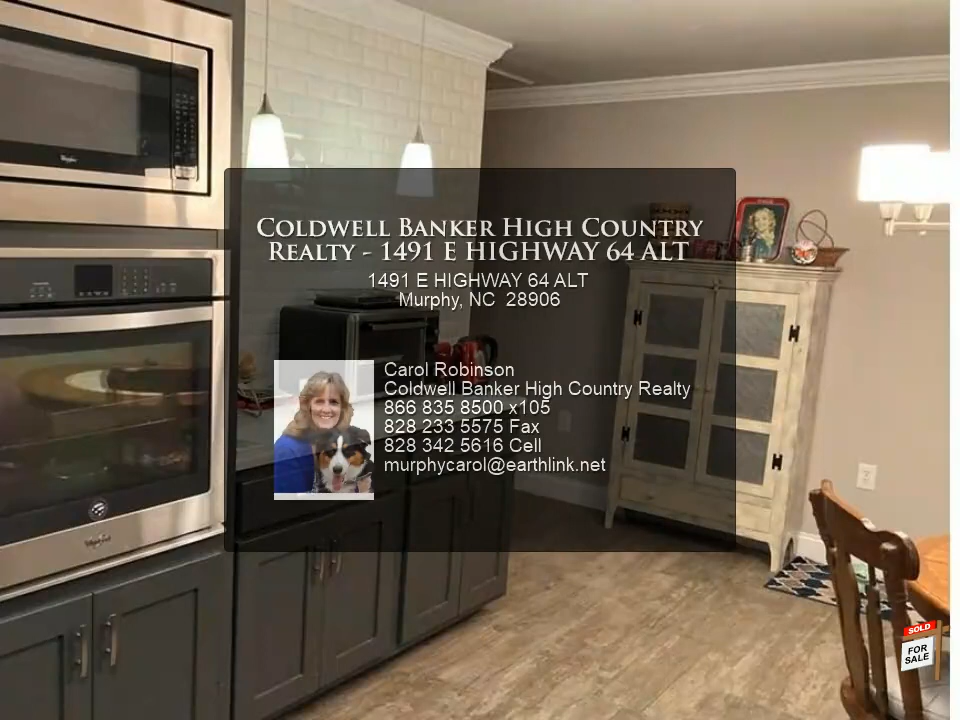 Coldwell Banker High Country
Realty - 1491 E HIGHWAY 64 ALT
1491 E HIGHWAY 64 ALT
Murphy, NC 28906
Carol Robinson
Coldwell Banker High Country Realty
866 835 8500 x105
828 233 5575 Fax
828 342 5616 Cell
murphycarol@earthlink.net
SOLD
FOR
SALE